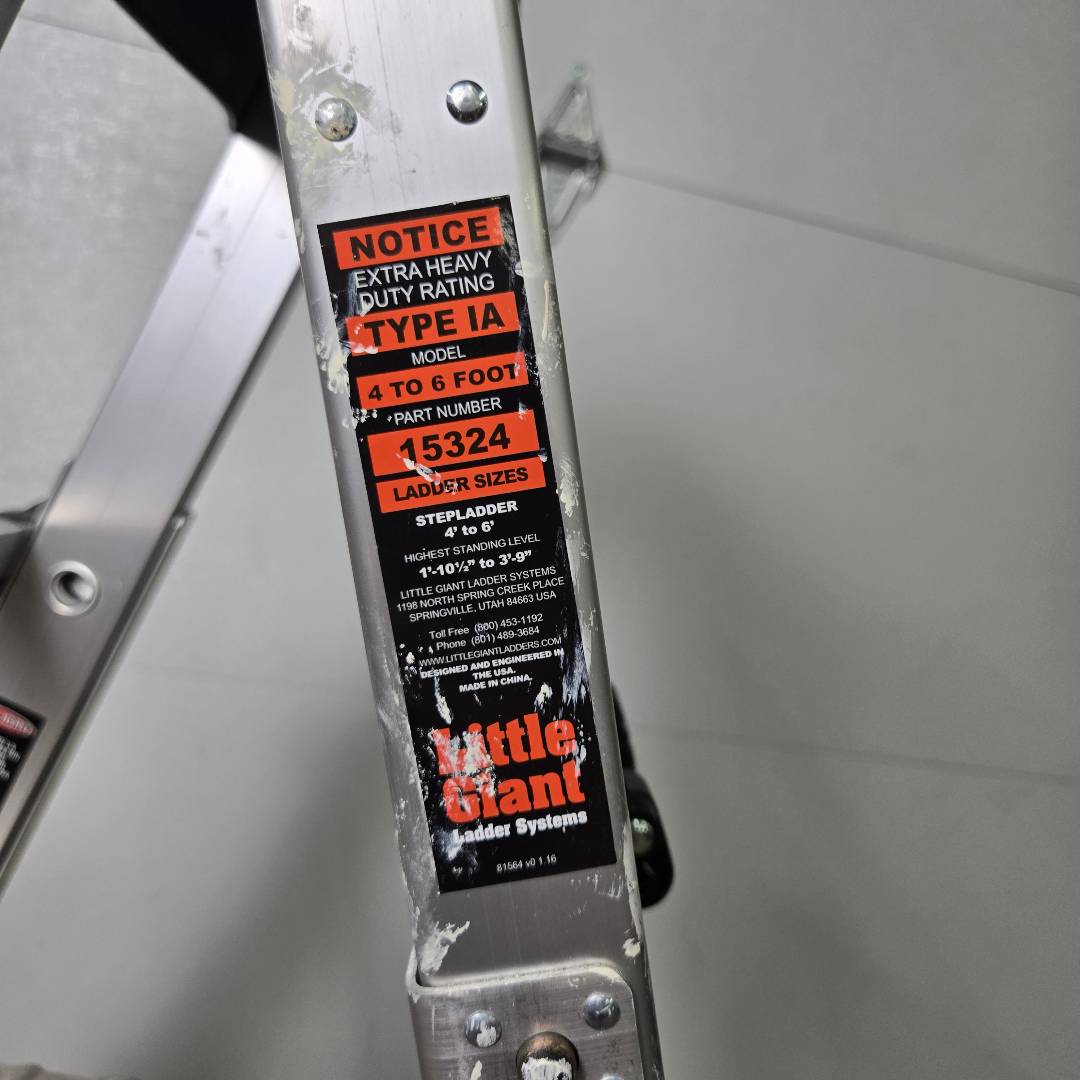 NOTICE
EXTRA HEAVY
DUTY RATING
TYPE IA
MODEL
4 TO 6 FOOT
PART NUMBER
15324
LADDER SIZES
STEPLADDER
4' to 6'
HIGHEST STANDING LEVEL
1'-10½" to 3'-9"
LITTLE GIANT LADDER SYSTEMS
1198 NORTH SPRING CREEK PLACE
SPRINGVILLE, UTAH 84663 USA
Toll Free (800) 453-1192
Phone (801) 489-3684
WWW.LITTLEGIANTLADDERS.COM
DESIGNED AND ENGINEERED IN
THE USA.
MADE IN CHINA.
Little
Giant
Ladder Systems
81564 v0 1.16